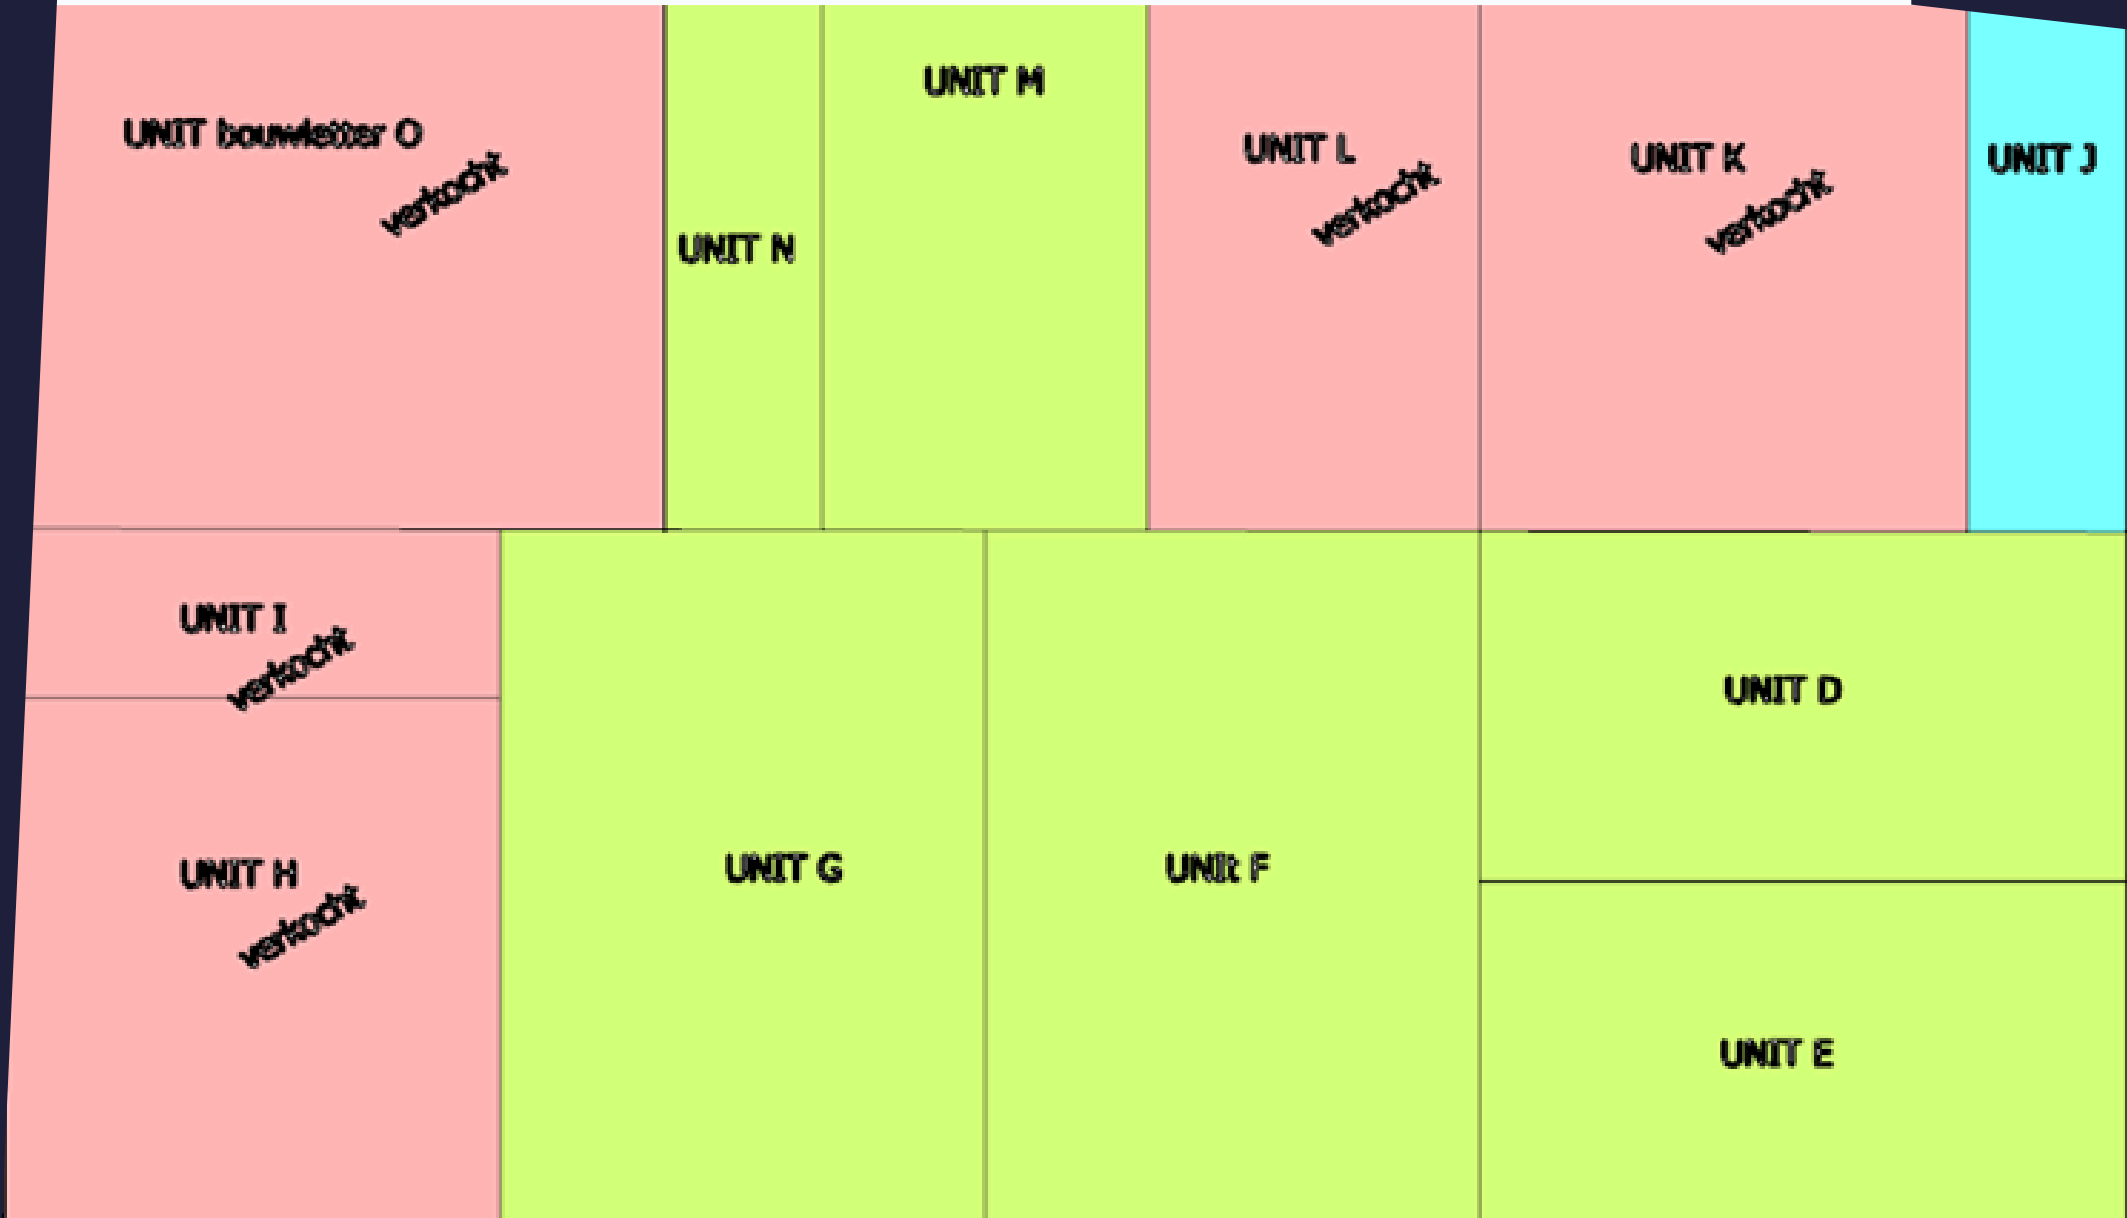 UNIT M
UNIT bouwletter O
verkocht
UNIT L
verkocht
UNIT K
verkocht
UNIT J
UNIT N
UNIT I
verkocht
UNIT D
UNIT H
verkocht
UNIT G
UNIt F
UNIT E